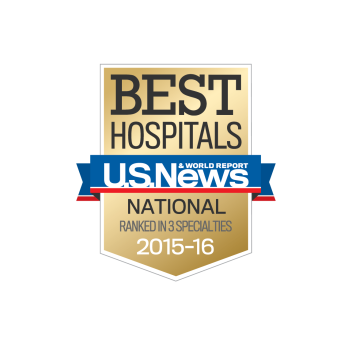 BEST
HOSPITALS
& WORLD REPORT
U.S.News
NATIONAL
RANKED IN 3 SPECIALTIES
2015-16